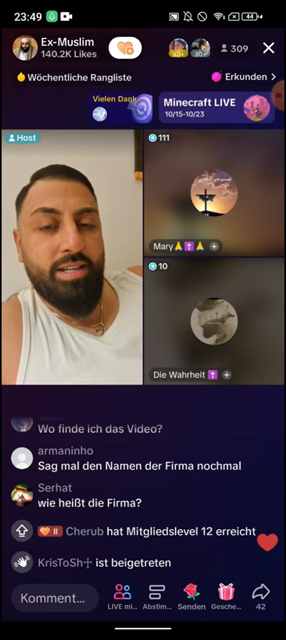 23:49
44
Ex-Muslim
140.2K Likes
309
Wöchentliche Rangliste
Erkunden >
Vielen Dank
Minecraft LIVE
10/15-10/23
Host
111
Mary🙏✝️🙏 +
10
Die Wahrheit ✝️ +
Wo finde ich das Video?
armaninho
Sag mal den Namen der Firma nochmal
Serhat
wie heißt die Firma?
II Cherub hat Mitgliedslevel 12 erreicht
KrisToSh✝ ist beigetreten
Kommen...
LIVE mi...
Abstim...
Senden
Gesche...
42